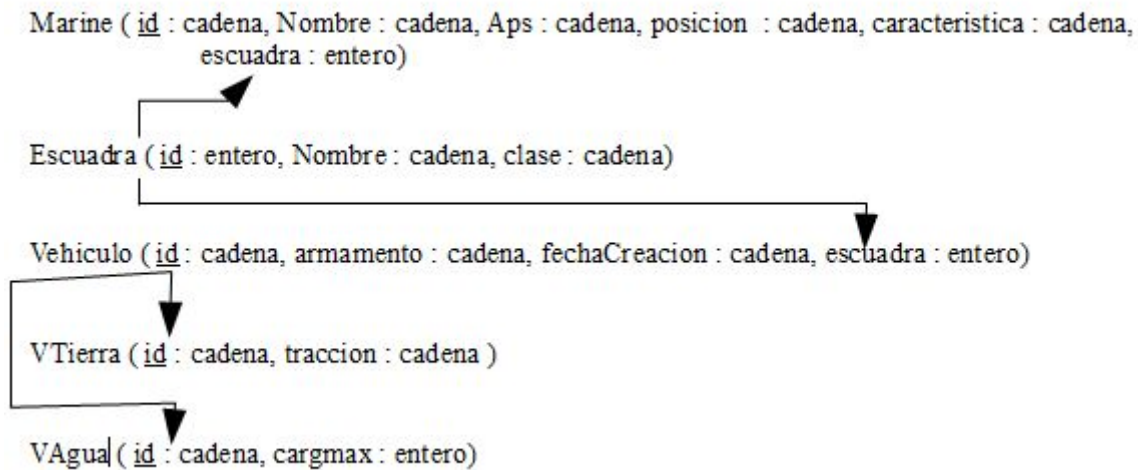 Marine ( id : cadena, Nombre : cadena, Aps : cadena, posicion : cadena, caracteristica : cadena,
escuadra : entero)
Escuadra ( id : entero, Nombre : cadena, clase : cadena)
Vehiculo ( id : cadena, armamento : cadena, fechaCreacion : cadena, escuadra : entero)
VTierra ( id : cadena, traccion : cadena )
VAgua ( id : cadena, cargmax : entero)